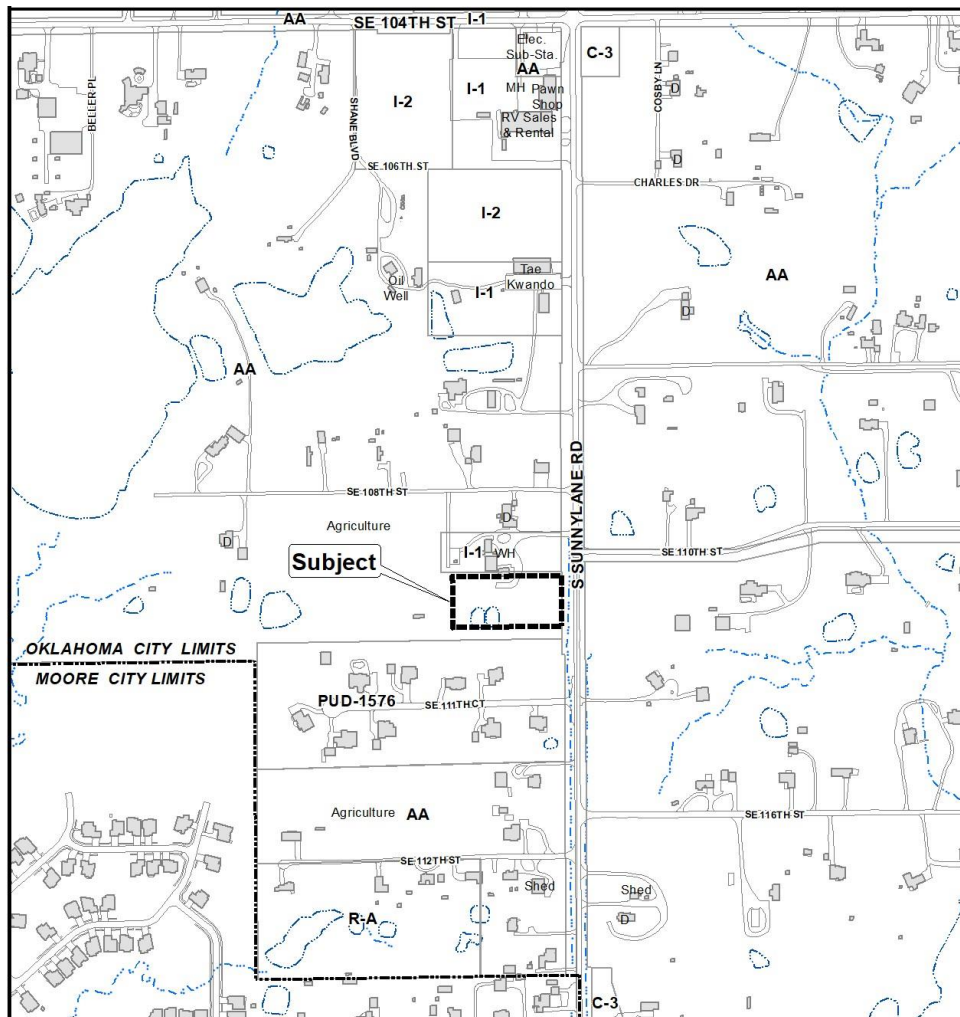 AA
SE 104TH ST
I-1
Elec.
Sub-Sta.
AA
C-3
BELLER PL
SHANE BLVD
I-2
I-1
MH
Pawn
Shop
RV Sales
& Rental
COSBY LN
D
D
SE 106TH ST
CHARLES DR
I-2
AA
Tae
Kwando
Oil
Well
I-1
D
AA
S SUNNYLANE RD
SE 108TH ST
Agriculture
D
D
I-1
WH
SE 110TH ST
Subject
OKLAHOMA CITY LIMITS
MOORE CITY LIMITS
PUD-1576
SE 111TH CT
Agriculture
AA
SE 116TH ST
SE 112TH ST
Shed
Shed
D
R-A
C-3